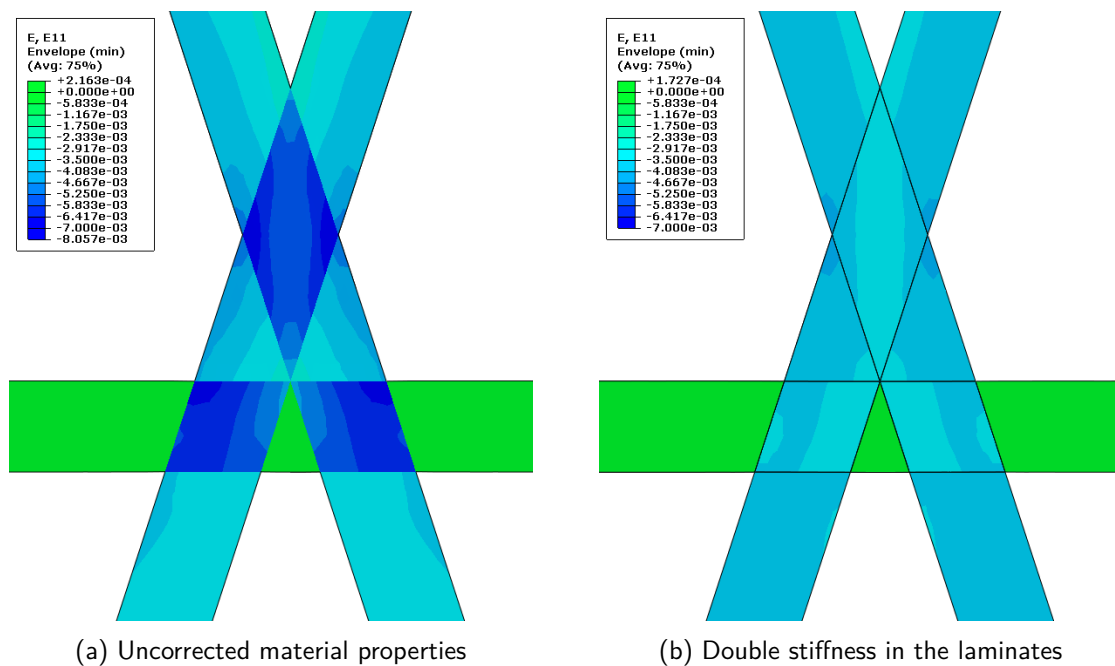 E, E11
Envelope (min)
(Avg: 75%)
+2.163e-04
+0.000e+00
-5.833e-04
-1.167e-03
-1.750e-03
-2.333e-03
-2.917e-03
-3.500e-03
-4.083e-03
-4.667e-03
-5.250e-03
-5.833e-03
-6.417e-03
-7.000e-03
-8.057e-03
(a) Uncorrected material properties
E, E11
Envelope (min)
(Avg: 75%)
+1.727e-04
+0.000e+00
-5.833e-04
-1.167e-03
-1.750e-03
-2.333e-03
-2.917e-03
-3.500e-03
-4.083e-03
-4.667e-03
-5.250e-03
-5.833e-03
-6.417e-03
-7.000e-03
(b) Double stiffness in the laminates